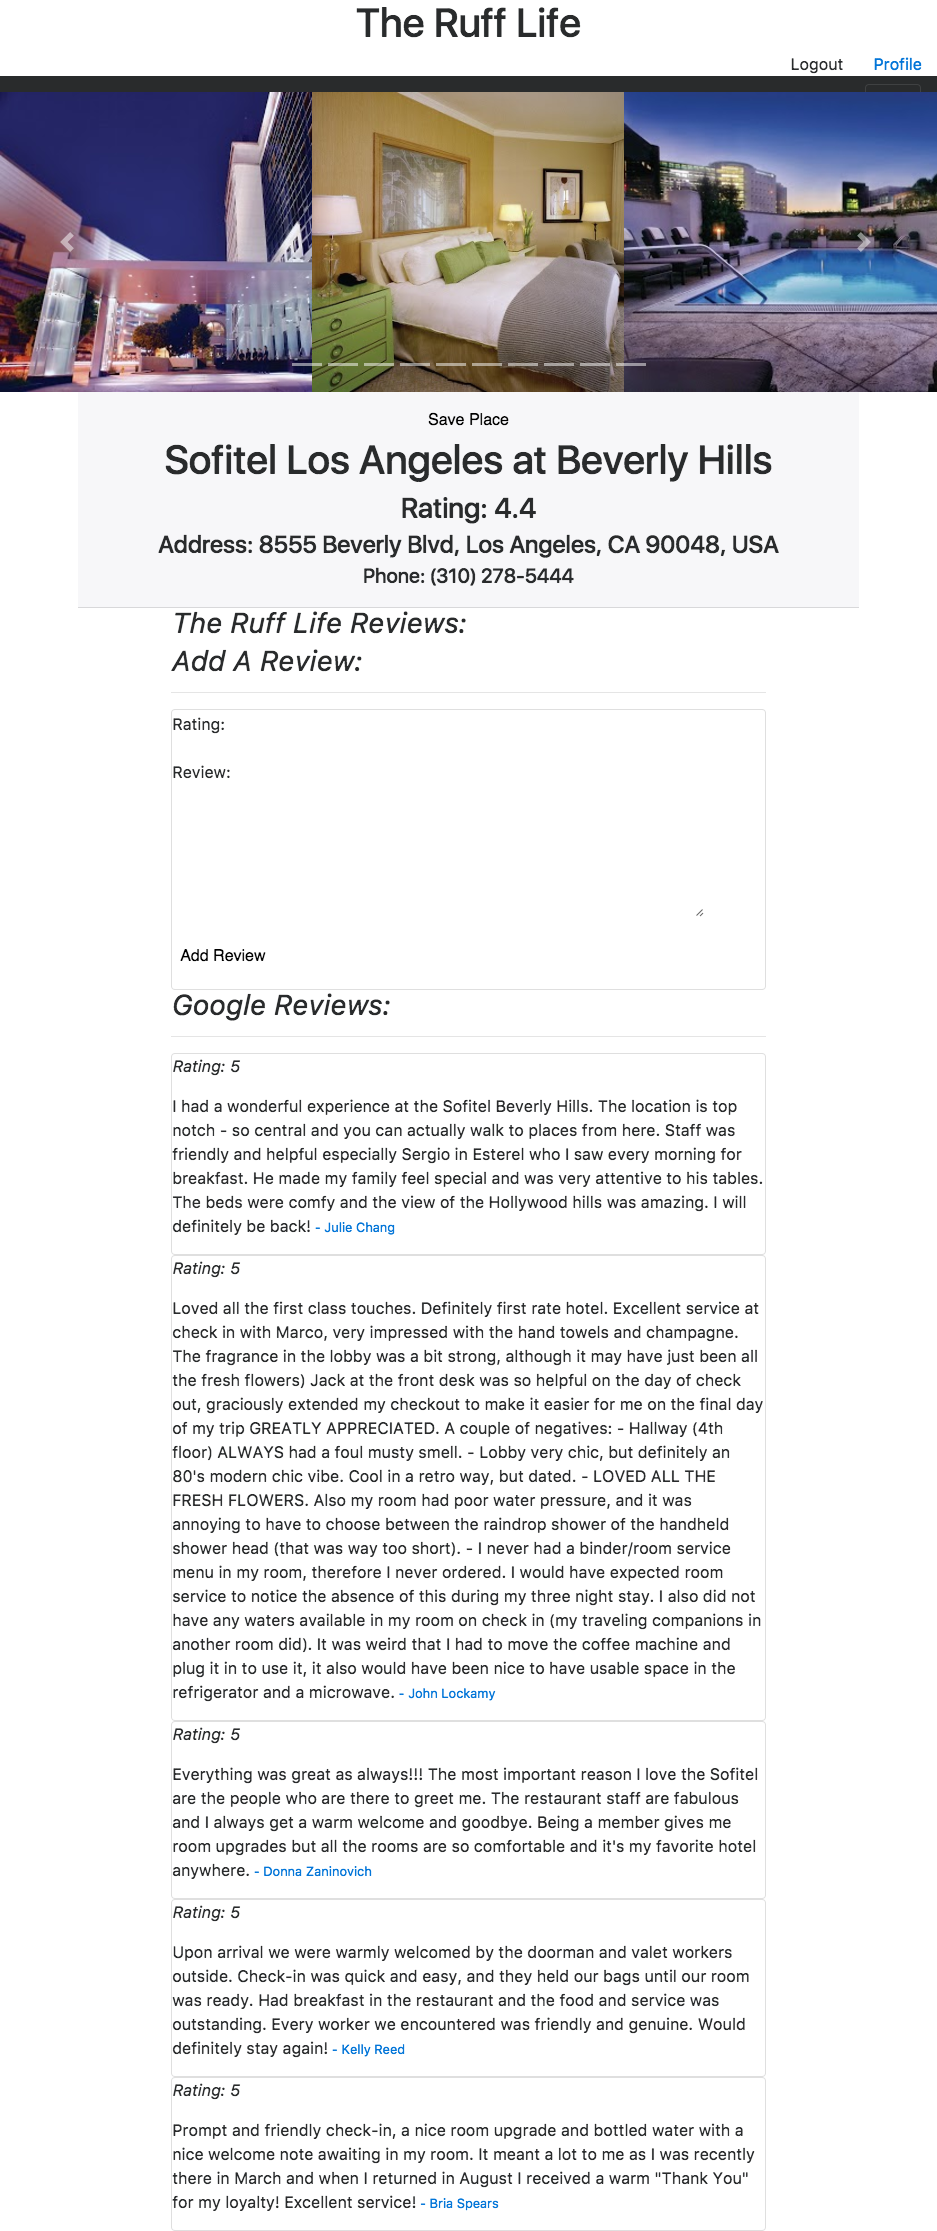 The Ruff Life
Logout Profile
Save Place
Sofitel Los Angeles at Beverly Hills
Rating: 4.4
Address: 8555 Beverly Blvd, Los Angeles, CA 90048, USA
Phone: (310) 278-5444
The Ruff Life Reviews:
Add A Review:
Rating:
Review:
Add Review
Google Reviews:
Rating: 5
I had a wonderful experience at the Sofitel Beverly Hills. The location is top
notch - so central and you can actually walk to places from here. Staff was
friendly and helpful especially Sergio in Esterel who I saw every morning for
breakfast. He made my family feel special and was very attentive to his tables.
The beds were comfy and the view of the Hollywood hills was amazing. I will
definitely be back! - Julie Chang
Rating: 5
Loved all the first class touches. Definitely first rate hotel. Excellent service at
check in with Marco, very impressed with the hand towels and champagne.
The fragrance in the lobby was a bit strong, although it may have just been all
the fresh flowers) Jack at the front desk was so helpful on the day of check
out, graciously extended my checkout to make it easier for me on the final day
of my trip GREATLY APPRECIATED. A couple of negatives: - Hallway (4th
floor) ALWAYS had a foul musty smell. - Lobby very chic, but definitely an
80's modern chic vibe. Cool in a retro way, but dated. - LOVED ALL THE
FRESH FLOWERS. Also my room had poor water pressure, and it was
annoying to have to choose between the raindrop shower of the handheld
shower head (that was way too short). - I never had a binder/room service
menu in my room, therefore I never ordered. I would have expected room
service to notice the absence of this during my three night stay. I also did not
have any waters available in my room on check in (my traveling companions in
another room did). It was weird that I had to move the coffee machine and
plug it in to use it, it also would have been nice to have usable space in the
refrigerator and a microwave. - John Lockamy
Rating: 5
Everything was great as always!!! The most important reason I love the Sofitel
are the people who are there to greet me. The restaurant staff are fabulous
and I always get a warm welcome and goodbye. Being a member gives me
room upgrades but all the rooms are so comfortable and it's my favorite hotel
anywhere. - Donna Zaninovich
Rating: 5
Upon arrival we were warmly welcomed by the doorman and valet workers
outside. Check-in was quick and easy, and they held our bags until our room
was ready. Had breakfast in the restaurant and the food and service was
outstanding. Every worker we encountered was friendly and genuine. Would
definitely stay again! - Kelly Reed
Rating: 5
Prompt and friendly check-in, a nice room upgrade and bottled water with a
nice welcome note awaiting in my room. It meant a lot to me as I was recently
there in March and when I returned in August I received a warm "Thank You"
for my loyalty! Excellent service! - Bria Spears